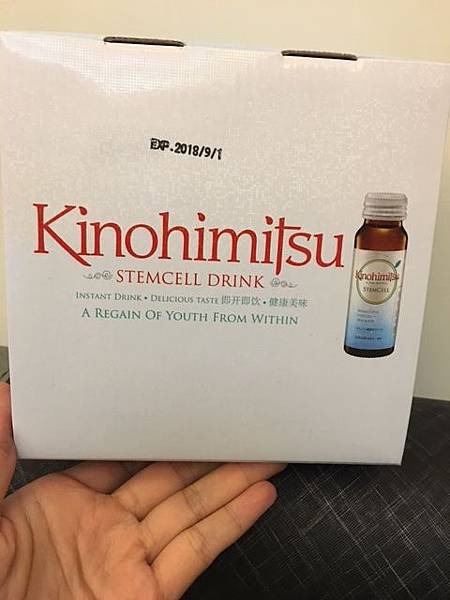 EXP.2018/9/1
Kinohimitsu
STEMCELL DRINK
INSTANT DRINK • DELICIOUS TASTE 即开即饮 • 健康美味
A REGAIN OF YOUTH FROM WITHIN
Kinohimitsu
STEMCELL